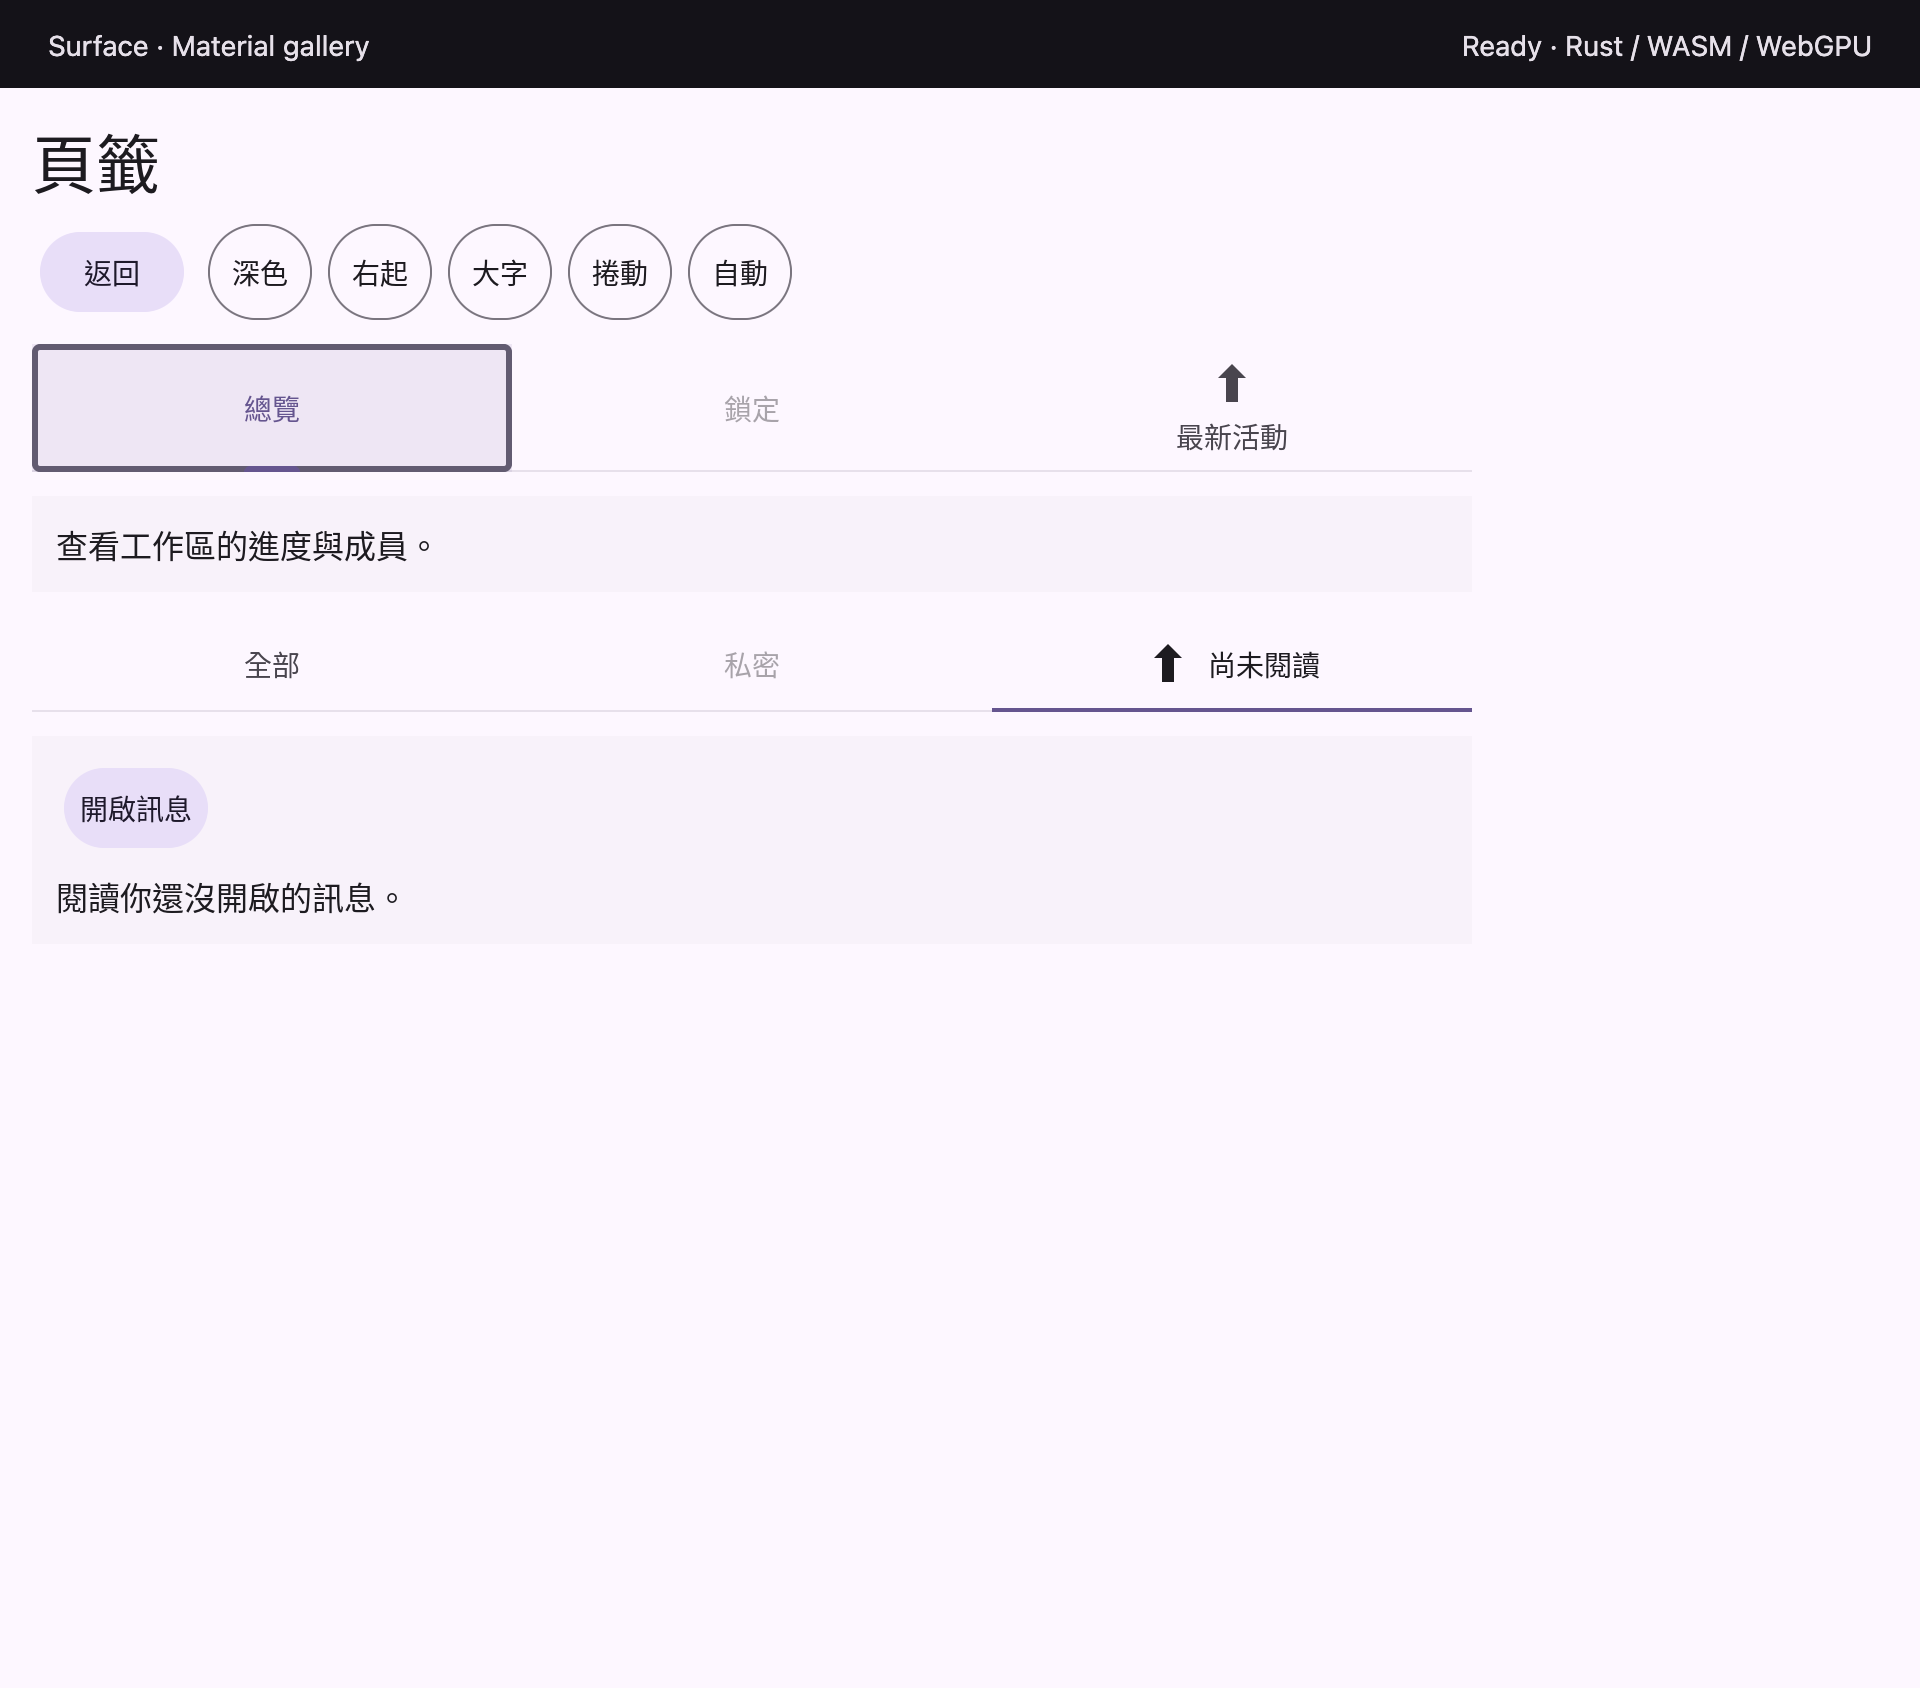 Surface · Material gallery
Ready · Rust / WASM / WebGPU
頁籤
返回 深色 右起 大字 捲動 自動
總覽 鎖定 最新活動
查看工作區的進度與成員。
全部 私密 尚未閱讀
開啟訊息
閱讀你還沒開啟的訊息。